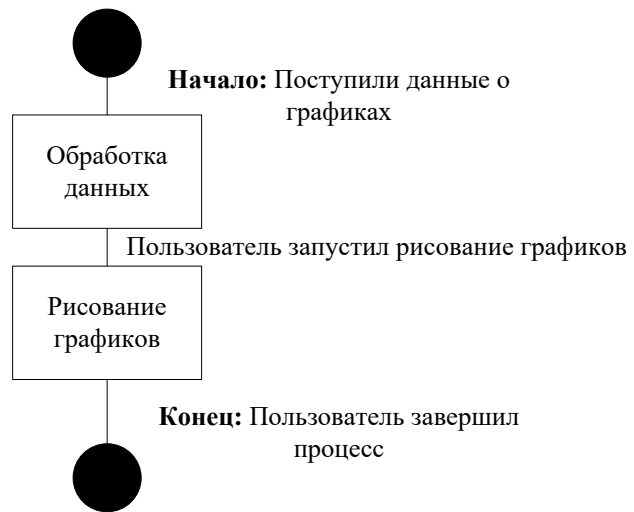 Начало: Поступили данные о
графиках
Обработка
данных
Пользователь запустил рисование графиков
Рисование
графиков
Конец: Пользователь завершил
процесс